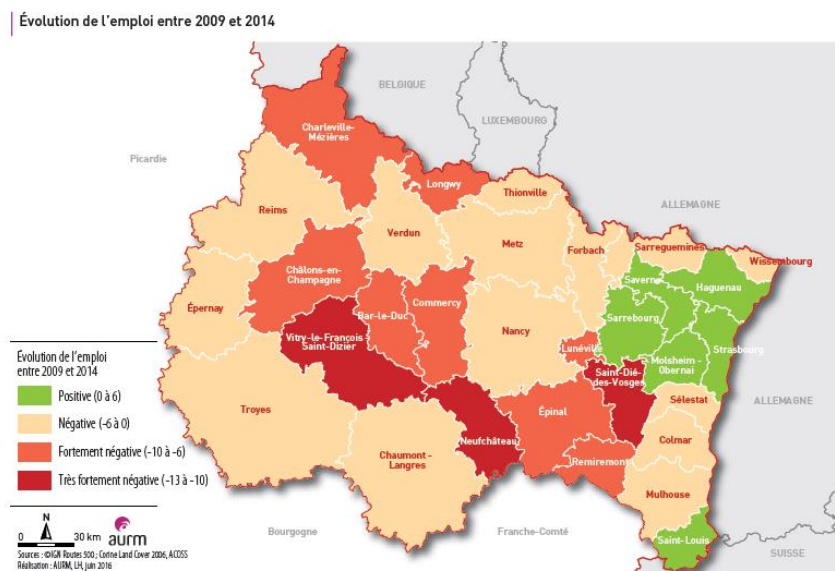 Évolution de l'emploi entre 2009 et 2014
BELGIQUE
LUXEMBOURG
Charleville-
Mézières
Picardie
Longwy
Thionville
ALLEMAGNE
Reims
Verdun
Metz
Forbach
Sarreguemines
Wissembourg
Saverne
Haguenau
Châlons-en-
Champagne
Commercy
Épernay
Bar-le-Duc
Sarrebourg
Vitry-le-François
Saint-Dizier
Nancy
Lunéville
Strasbourg
Molsheim -
Obernai
Saint-Dié-
des-Vosges
Sélestat
ALLEMAGNE
Troyes
Épinal
Neufchâteau
Colmar
Chaumont -
Langres
Remiremont
Mulhouse
Bourgogne
Franche-Comté
Saint-Louis
SUISSE
Évolution de l'emploi
entre 2009 et 2014
Positive (0 à 6)
Négative (-6 à 0)
Fortement négative (-10 à -6)
Très fortement négative (-13 à -10)
N
0 30 km
aurm
Sources : ©IGN Routes 500 ; Corine Land Cover 2006, ACOSS
Réalisation : AURM, LH, juin 2016